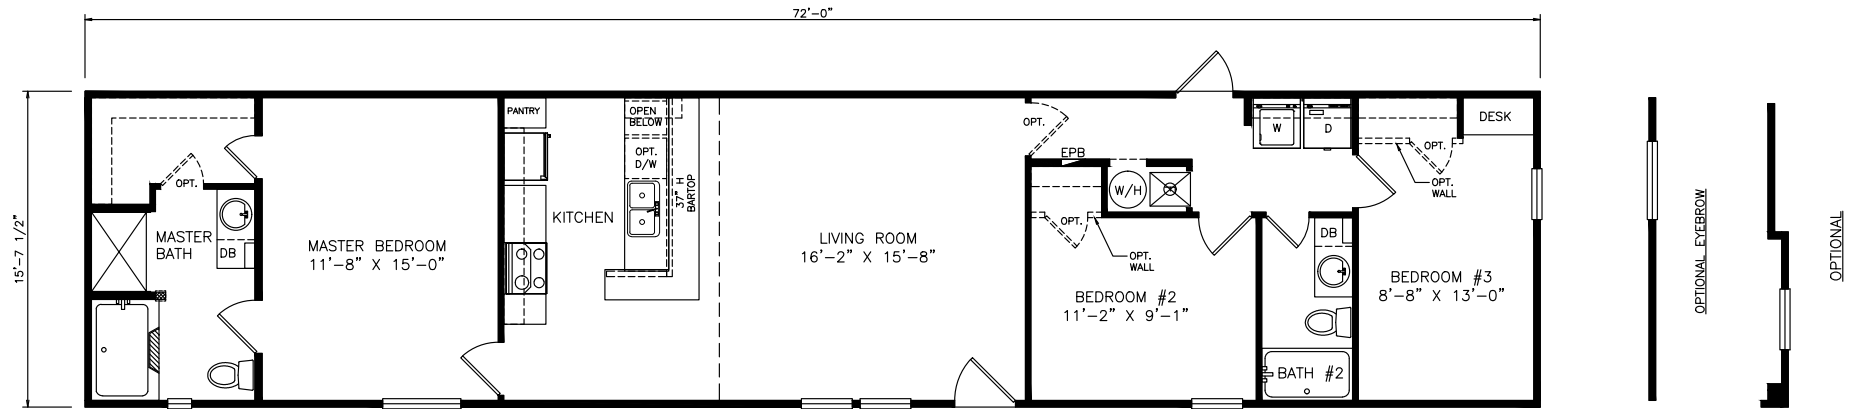 72'-0"
15'-7 1/2"
OPT.
MASTER
BATH
DB
MASTER BEDROOM
11'-8" X 15'-0"
PANTRY
KITCHEN
OPEN
BELOW
OPT.
D/W
37" H
BARTOP
LIVING ROOM
16'-2" X 15'-8"
OPT.
EPB
W/H
OPT.
OPT.
WALL
BEDROOM #2
11'-2" X 9'-1"
W
D
DB
BATH #2
OPT.
OPT.
WALL
DESK
BEDROOM #3
8'-8" X 13'-0"
OPTIONAL EYEBROW
OPTIONAL